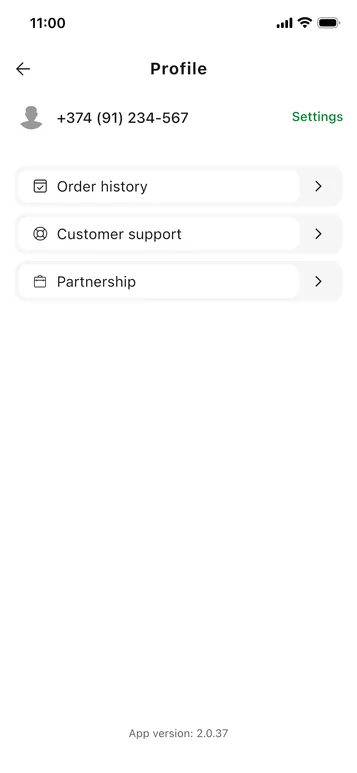 11:00
Profile
+374 (91) 234-567
Settings
Order history
Customer support
Partnership
App version: 2.0.37